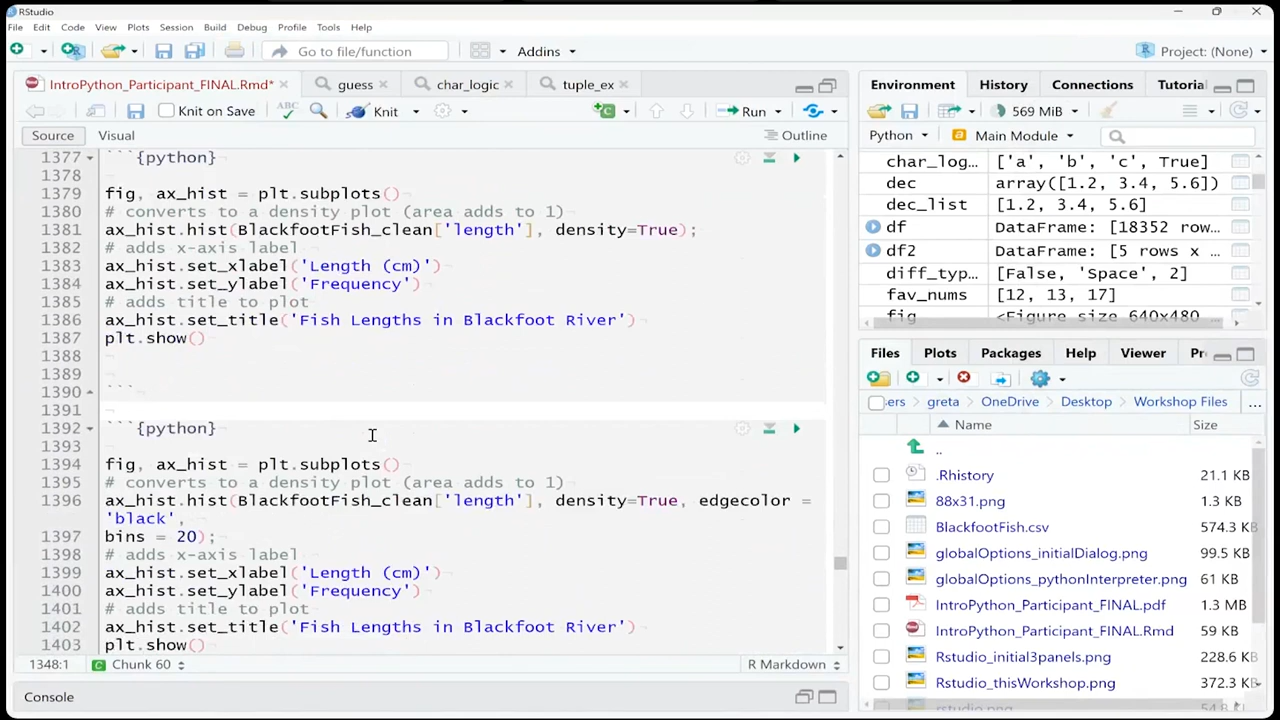 RStudio
File Edit Code View Plots Session Build Debug Profile Tools Help
Go to file/function Addins Project: (None)
IntroPython_Participant_FINAL.Rmd* guess char_logic tuple_ex
Knit on Save ABC Knit Run
Source Visual Outline
1377 ```{python}
1378
1379 fig, ax_hist = plt.subplots()
1380 # converts to a density plot (area adds to 1)
1381 ax_hist.hist(BlackfootFish_clean['length'], density=True);
1382 # adds x-axis label
1383 ax_hist.set_xlabel('Length (cm)')
1384 ax_hist.set_ylabel('Frequency')
1385 # adds title to plot
1386 ax_hist.set_title('Fish Lengths in Blackfoot River')
1387 plt.show()
1388
1389
1390 ```
1391
1392 ```{python}
1393
1394 fig, ax_hist = plt.subplots()
1395 # converts to a density plot (area adds to 1)
1396 ax_hist.hist(BlackfootFish_clean['length'], density=True, edgecolor =
'black',
1397 bins = 20);
1398 # adds x-axis label
1399 ax_hist.set_xlabel('Length (cm)')
1400 ax_hist.set_ylabel('Frequency')
1401 # adds title to plot
1402 ax_hist.set_title('Fish Lengths in Blackfoot River')
1403 plt.show()
1348:1 Chunk 60 R Markdown
Console
Environment History Connections Tutorial
569 MiB
Python Main Module
char_log… ['a', 'b', 'c', True]
dec array([1.2, 3.4, 5.6])
dec_list [1.2, 3.4, 5.6]
df DataFrame: [18352 row…
df2 DataFrame: [5 rows x …
diff_typ… [False, 'Space', 2]
fav_nums [12, 13, 17]
fig <Figure size 640x480 …
Files Plots Packages Help Viewer Pr
ers greta OneDrive Desktop Workshop Files ...
Name Size
..
.Rhistory 21.1 KB
88x31.png 1.3 KB
BlackfootFish.csv 574.3 KB
globalOptions_initialDialog.png 99.5 KB
globalOptions_pythonInterpreter.png 61 KB
IntroPython_Participant_FINAL.pdf 1.3 MB
IntroPython_Participant_FINAL.Rmd 59 KB
Rstudio_initial3panels.png 228.6 KB
Rstudio_thisWorkshop.png 372.3 KB
rstudio.png 54.8 K